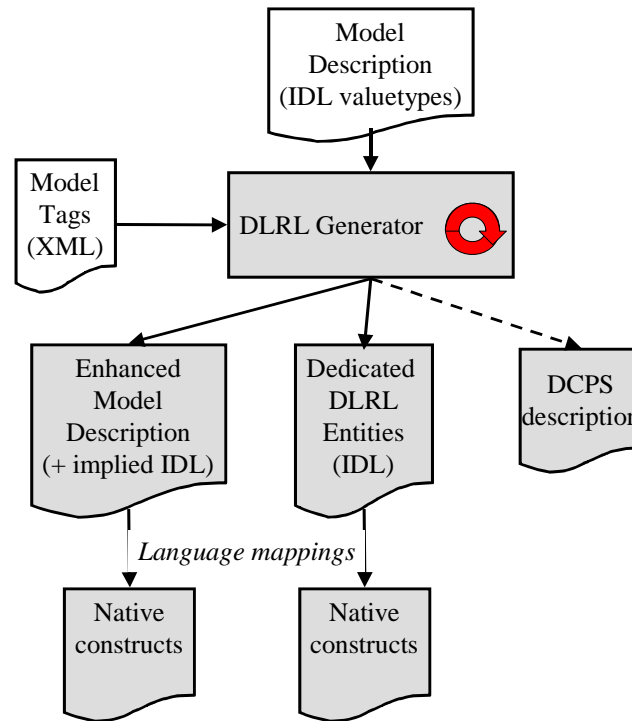 Model
Description
(IDL valuetypes)
Model
Tags
(XML)
DLRL Generator
Enhanced
Model
Description
(+ implied IDL)
Dedicated
DLRL
Entities
(IDL)
DCPS
description
Language mappings
Native
constructs
Native
constructs